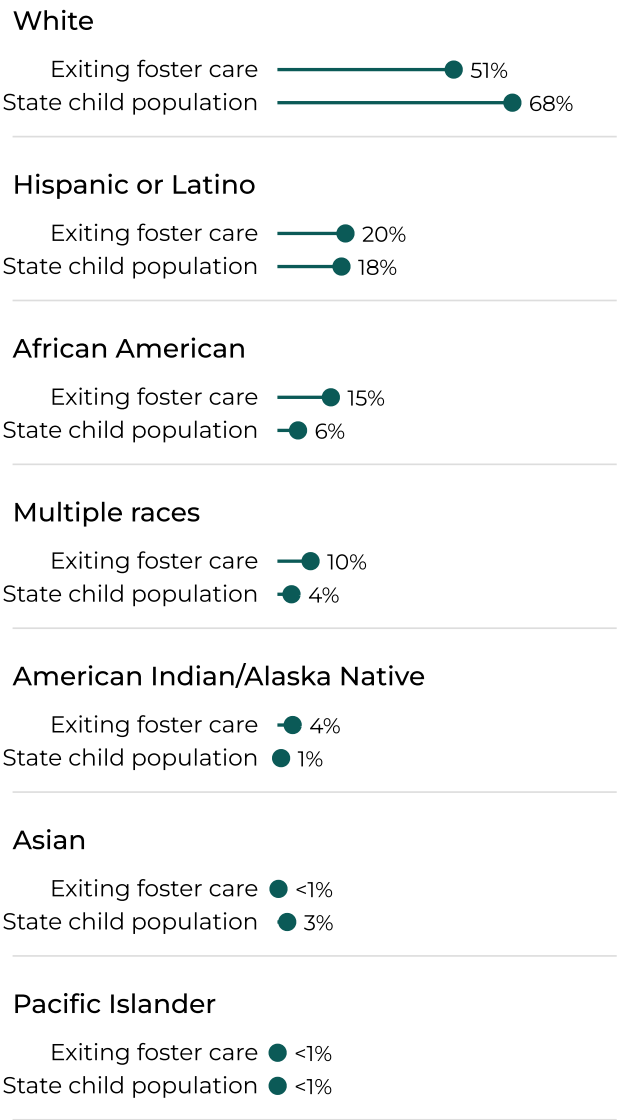 White
Exiting foster care 51%
State child population 68%
Hispanic or Latino
Exiting foster care 20%
State child population 18%
African American
Exiting foster care 15%
State child population 6%
Multiple races
Exiting foster care 10%
State child population 4%
American Indian/Alaska Native
Exiting foster care 4%
State child population 1%
Asian
Exiting foster care <1%
State child population 3%
Pacific Islander
Exiting foster care <1%
State child population <1%